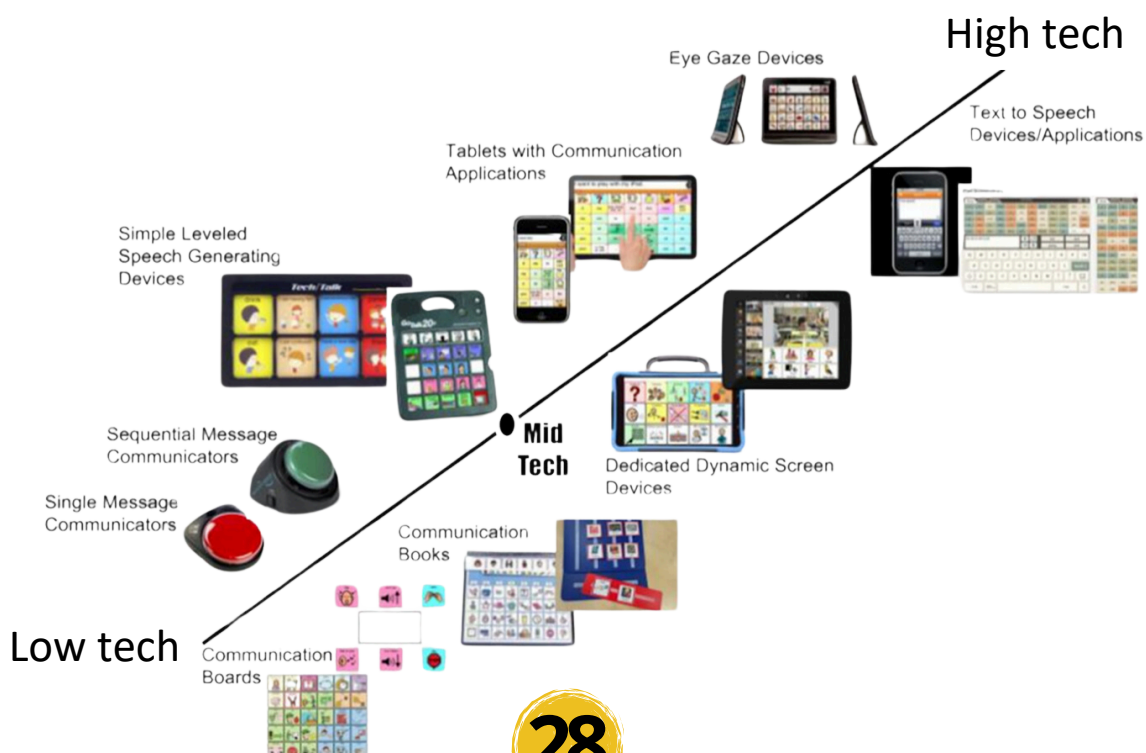 High tech
Eye Gaze Devices
Text to Speech
Devices/Applications
Tablets with Communication
Applications
Simple Leveled
Speech Generating
Devices
Tech/Talk
Mid
Tech
Sequential Message
Communicators
Dedicated Dynamic Screen
Devices
Single Message
Communicators
Communication
Books
Low tech
Communication
Boards
28